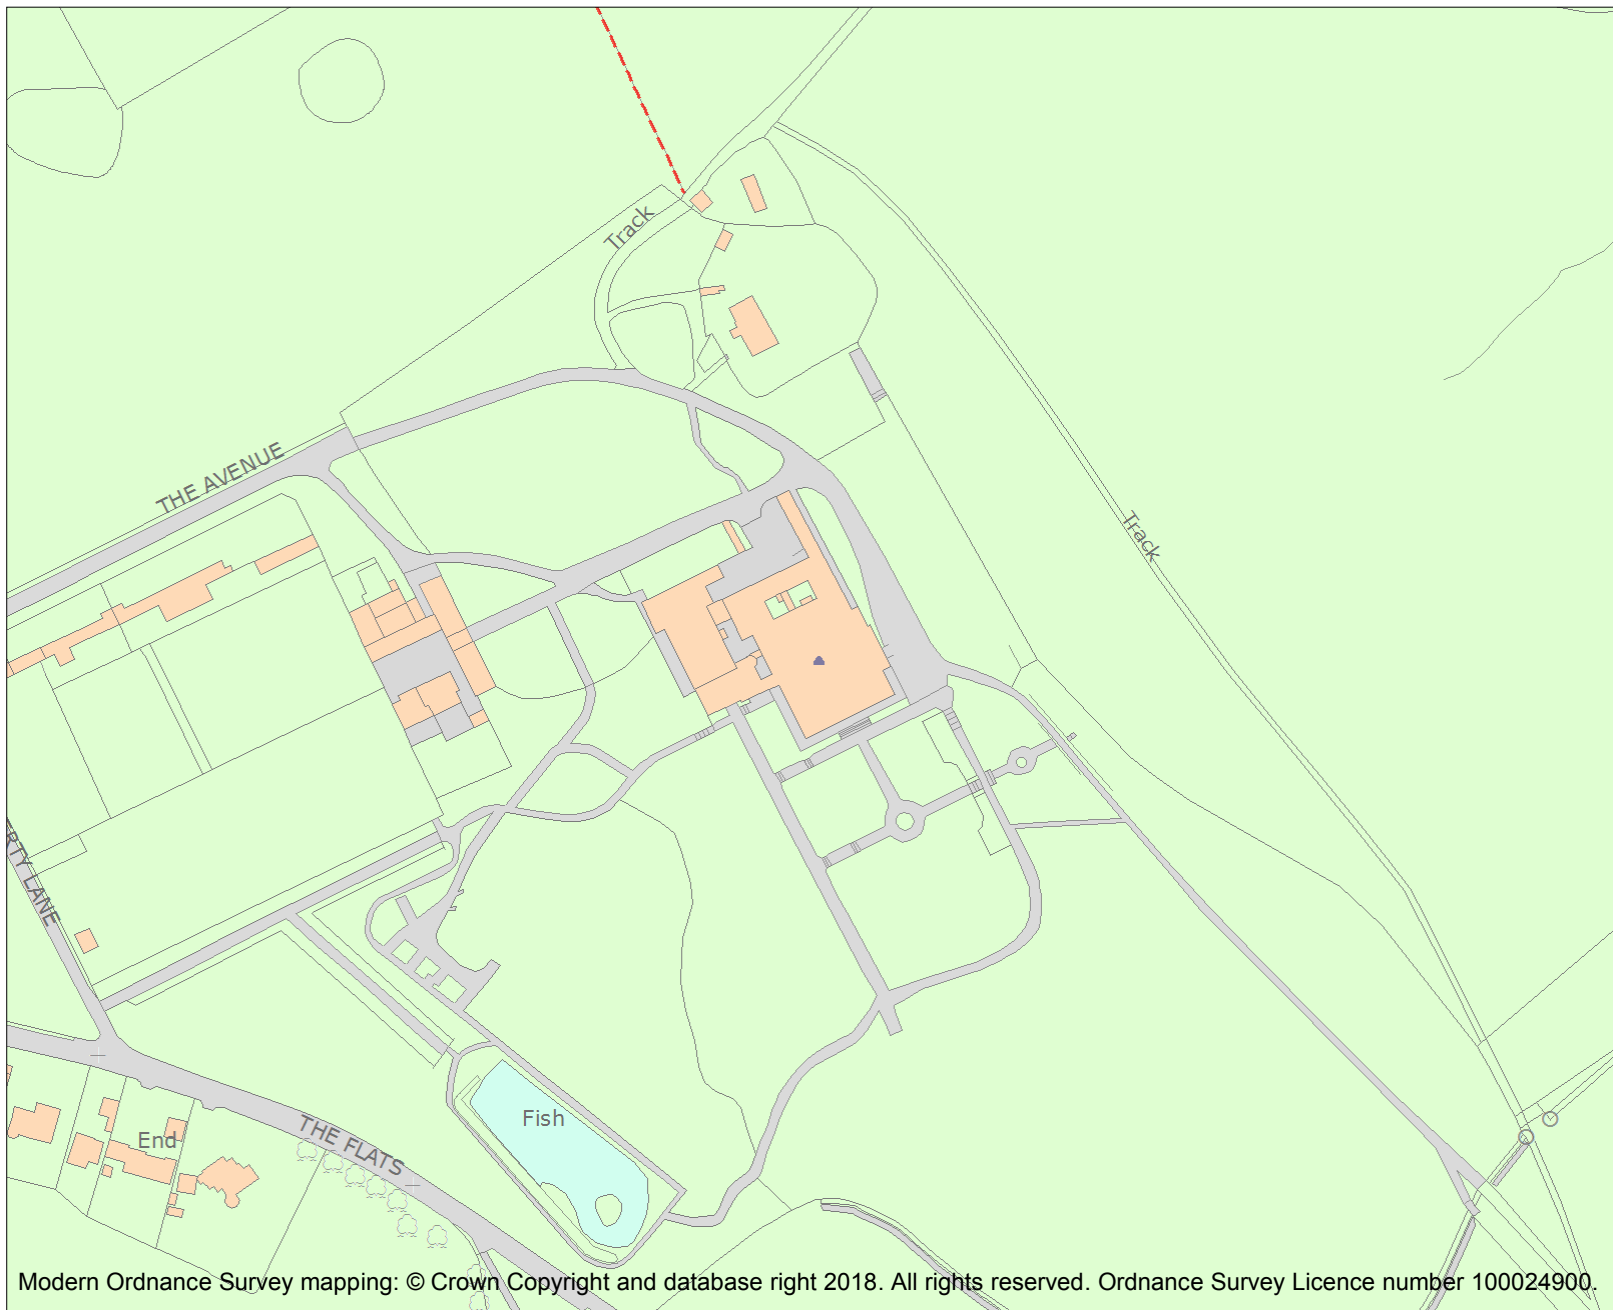 Track
THE AVENUE
Track
ERTY LANE
Fish
End
THE FLATS
Modern Ordnance Survey mapping: © Crown Copyright and database right 2018. All rights reserved. Ordnance Survey Licence number 100024900.